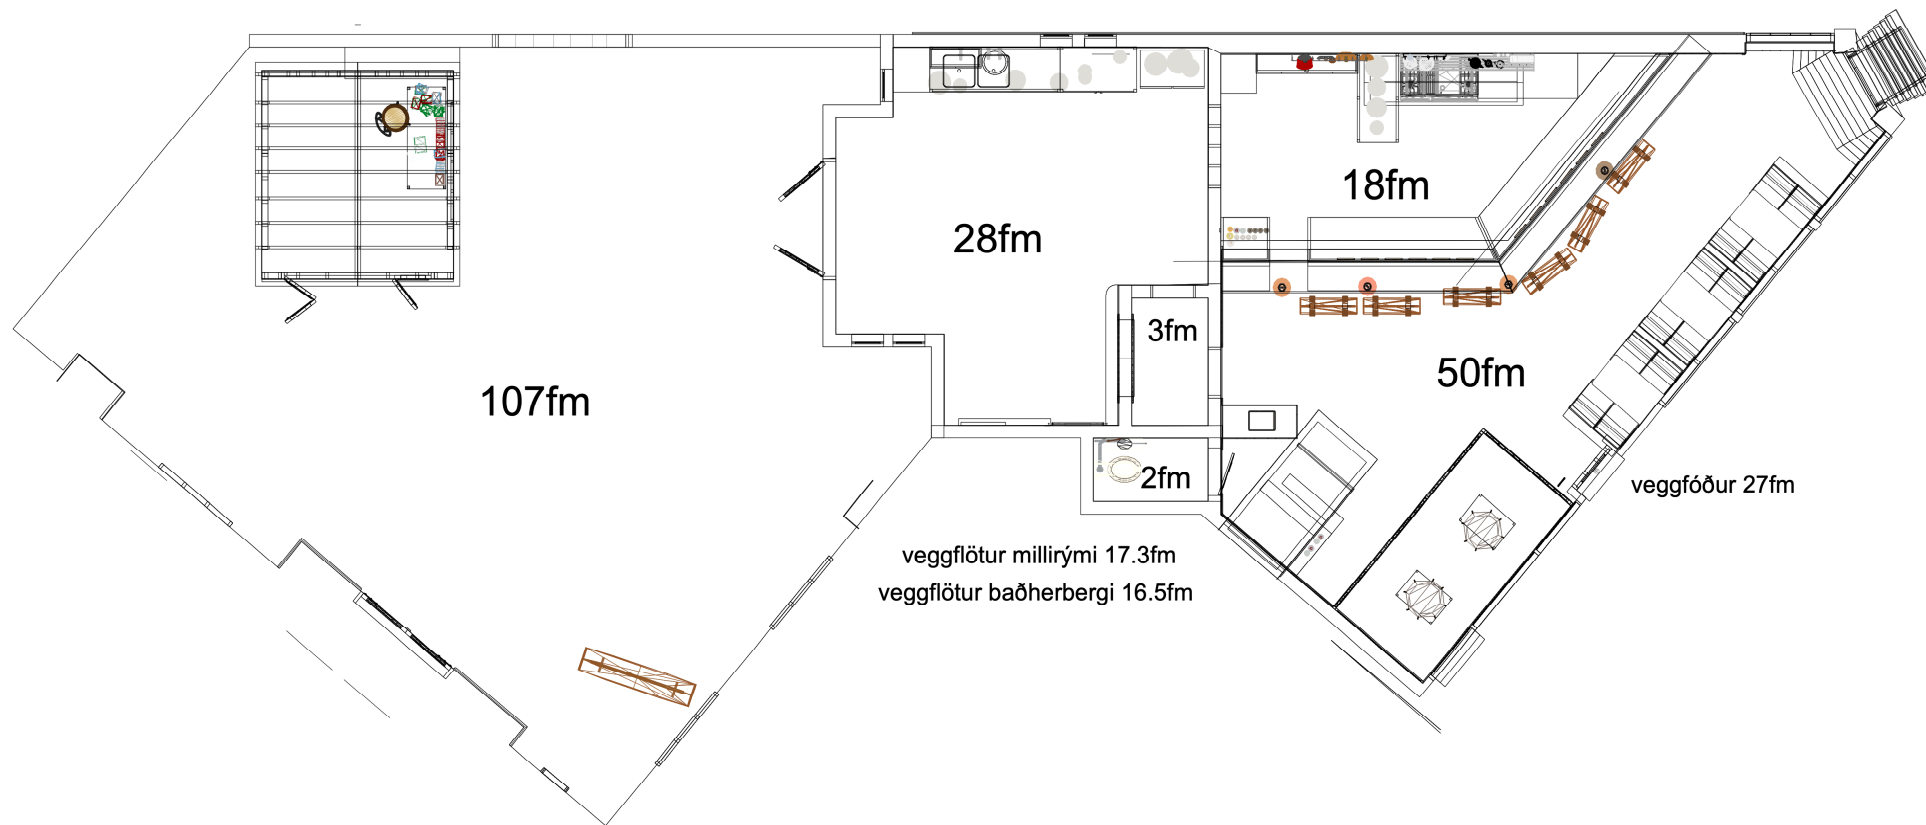 18fm
28fm
3fm
50fm
107fm
2fm
veggfóður 27fm
veggflötur millirými 17.3fm
veggflötur baðherbergi 16.5fm